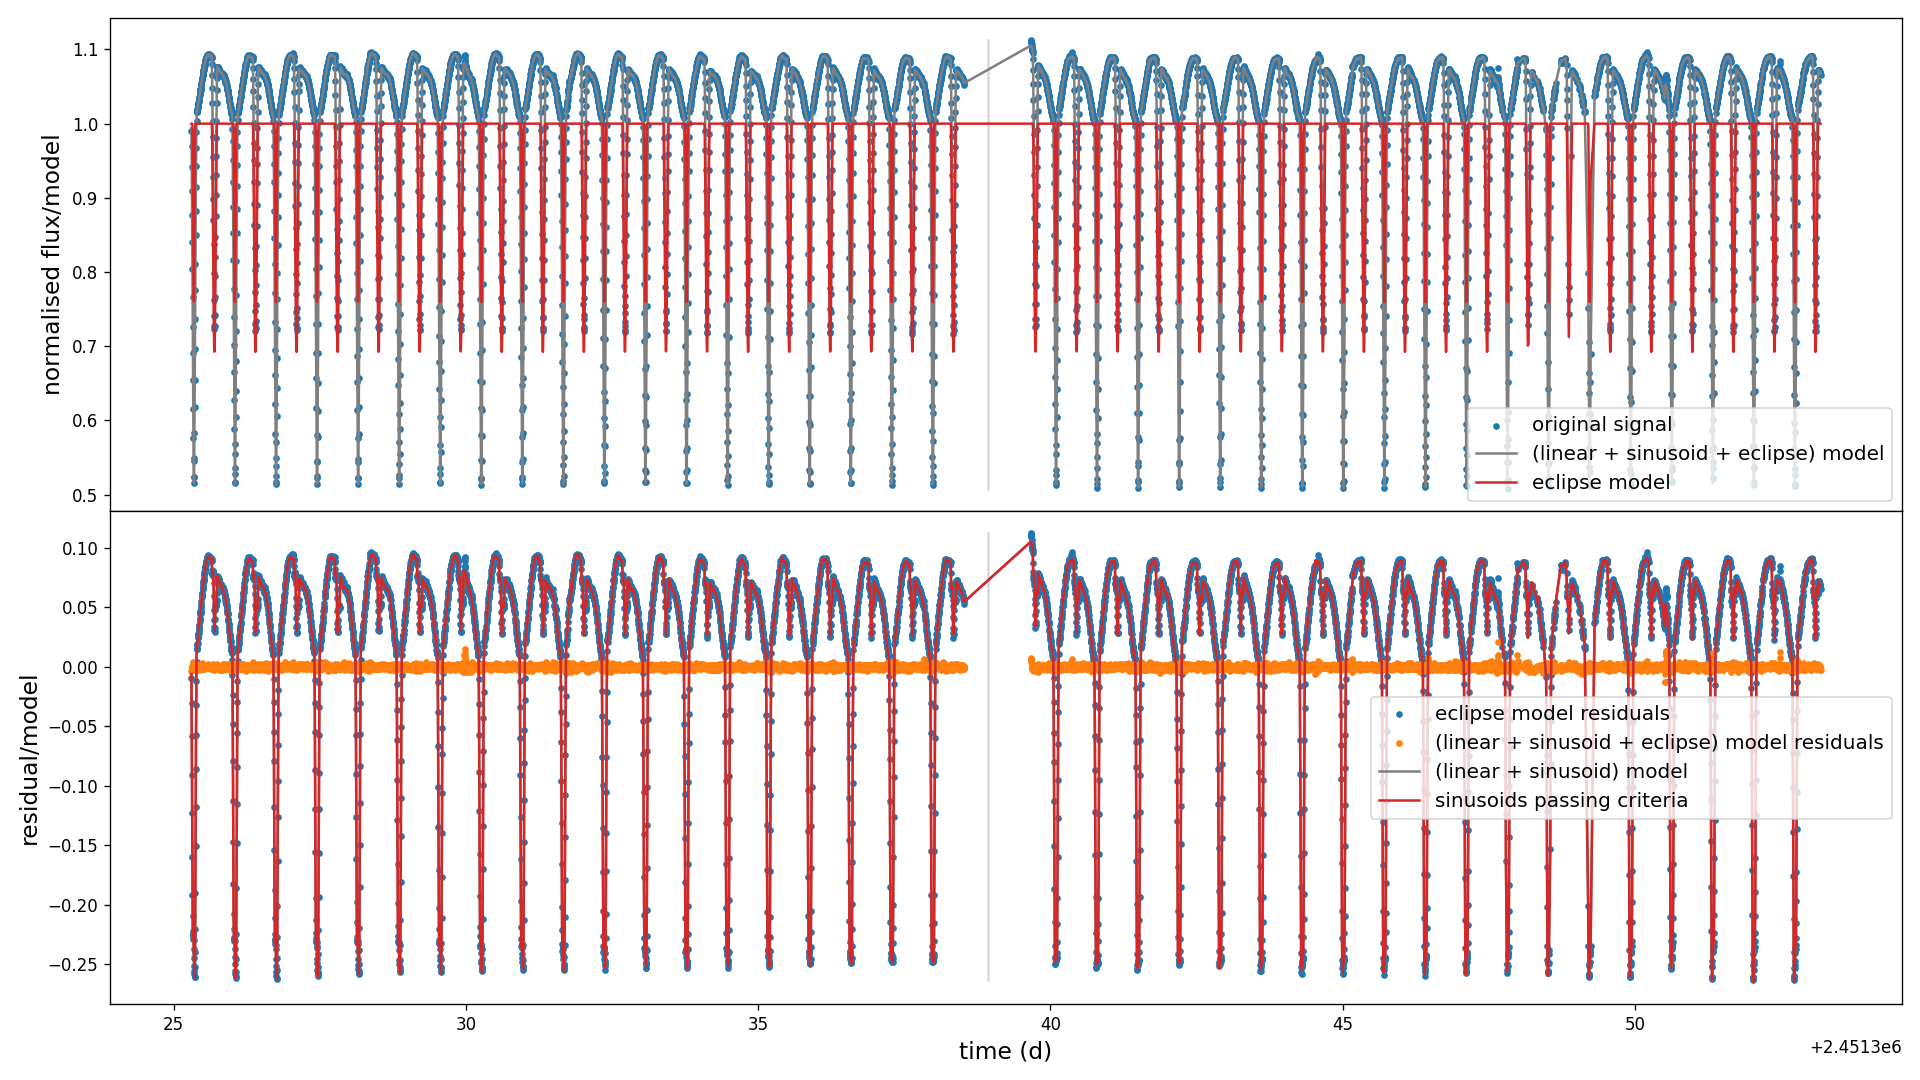 normalised flux/model
1.1
1.0
0.9
0.8
0.7
0.6
0.5
original signal
(linear + sinusoid + eclipse) model
eclipse model
residual/model
0.10
0.05
0.00
−0.05
−0.10
−0.15
−0.20
−0.25
eclipse model residuals
(linear + sinusoid + eclipse) model residuals
(linear + sinusoid) model
sinusoids passing criteria
25 30 35 40 45 50
time (d)
+2.4513e6